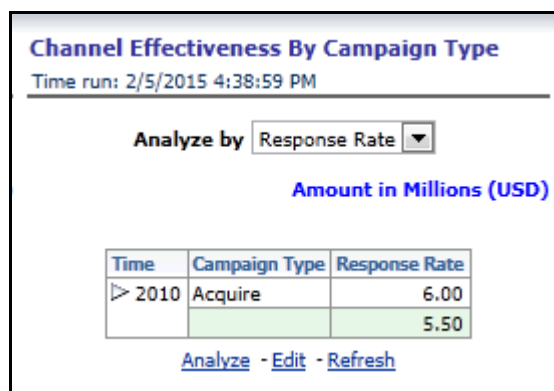 Channel Effectiveness By Campaign Type
Time run: 2/5/2015 4:38:59 PM
Analyze by Response Rate
Amount in Millions (USD)
Time Campaign Type Response Rate
2010 Acquire 6.00
5.50
Analyze - Edit - Refresh